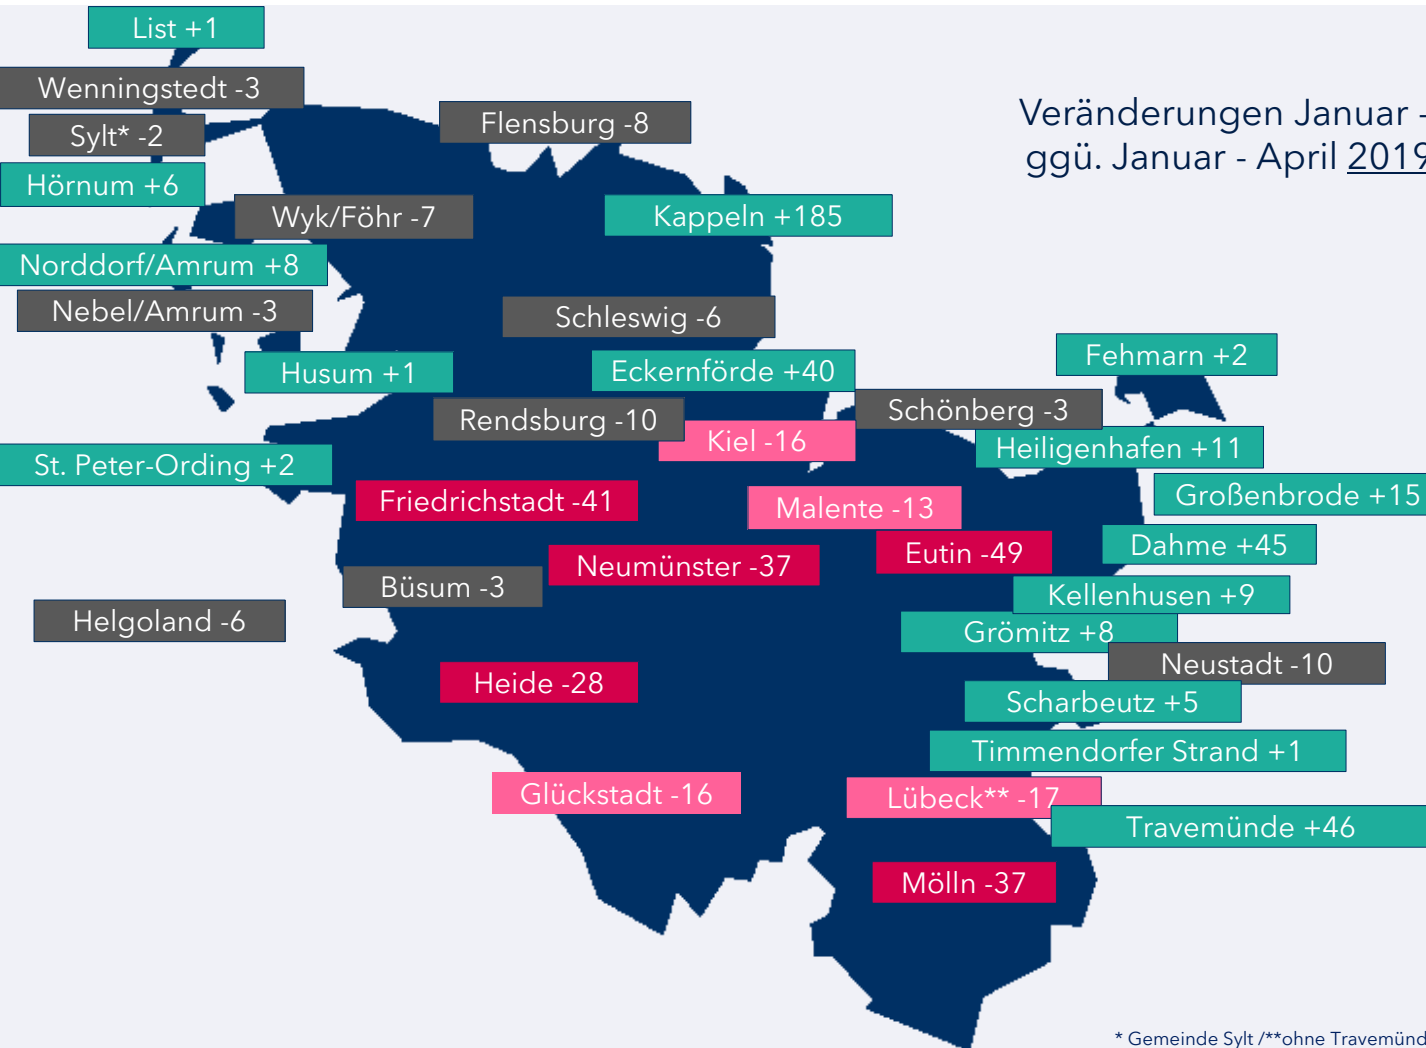 List +1
Wenningstedt -3
Sylt* -2
Hörnum +6
Flensburg -8
Veränderungen Januar -
ggü. Januar - April 2019
Wyk/Föhr -7
Kappeln +185
Norddorf/Amrum +8
Nebel/Amrum -3
Schleswig -6
Husum +1
Eckernförde +40
Fehmarn +2
Rendsburg -10
Schönberg -3
Kiel -16
Heiligenhafen +11
St. Peter-Ording +2
Friedrichstadt -41
Malente -13
Großenbrode +15
Neumünster -37
Eutin -49
Dahme +45
Büsum -3
Kellenhusen +9
Helgoland -6
Grömitz +8
Neustadt -10
Heide -28
Scharbeutz +5
Timmendorfer Strand +1
Glückstadt -16
Lübeck** -17
Travemünde +46
Mölln -37
* Gemeinde Sylt /**ohne Travemünd